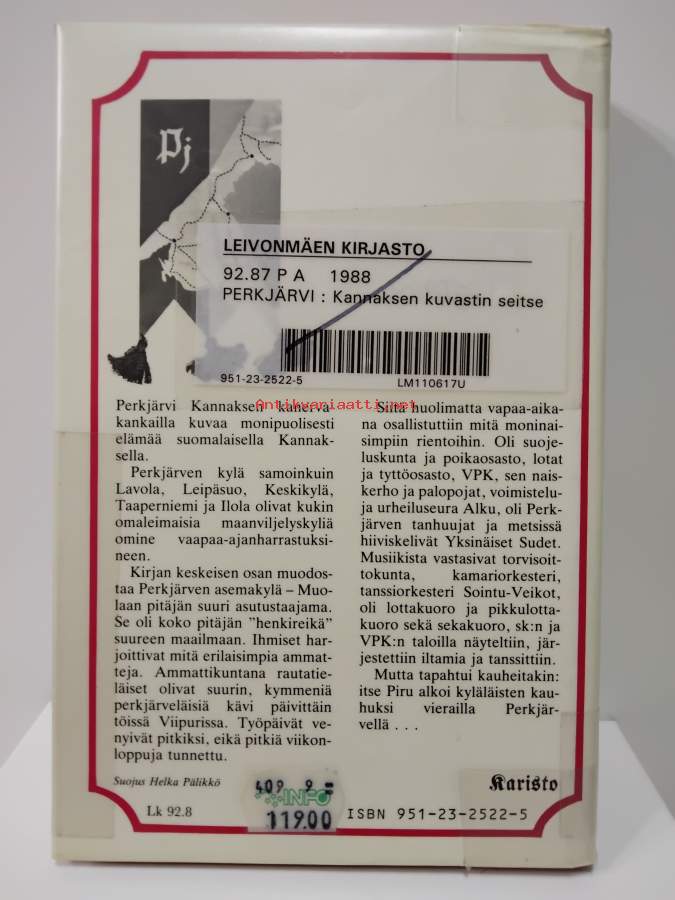 Pj
LEIVONMÄEN KIRJASTO
92.87 P A 1988
PERKJÄRVI : Kannaksen kuvastin seitse
951-23-2522-5 LM110617U
Antikvariaatti.net
Perkjärvi Kannaksen kanerva-
kankailla kuvaa monipuolisesti
elämää suomalaisella Kannak-
sella.
Perkjärven kylä samoinkuin
Lavola, Leipäsuo, Keskikylä,
Taaperniemi ja Ilola olivat kukin
omaleimaisia maanviljelyskyliä
omine vaapaa-ajanharrastuksi-
neen.
Kirjan keskeisen osan muodos-
taa Perkjärven asemakylä – Muo-
laan pitäjän suuri asutustaajama.
Se oli koko pitäjän "henkireikä"
suureen maailmaan. Ihmiset har-
joittivat mitä erilaisimpia ammat-
teja. Ammattikuntana rautatie-
läiset olivat suurin, kymmeniä
perkjärveläisiä kävi päivittäin
töissä Viipurissa. Työpäivät ve-
nyivät pitkiksi, eikä pitkiä viikon-
loppuja tunnettu.
Siitä huolimatta vapaa-aika-
na osallistuttiin mitä moninai-
simpiin rientoihin. Oli suoje-
luskunta ja poikaosasto, lotat
ja tyttöosasto, VPK, sen nais-
kerho ja palopojat, voimistelu-
ja urheiluseura Alku, oli Perk-
järven tanhuujat ja metsissä
hiiviskelivät Yksinäiset Sudet.
Musiikista vastasivat torvisoit-
tokunta, kamariorkesteri,
tanssiorkesteri Sointu-Veikot,
oli lottakuoro ja pikkulotta-
kuoro sekä sekakuoro, sk:n ja
VPK:n taloilla näyteltiin, jär-
jestettiin iltamia ja tanssittiin.
Mutta tapahtui kauheitakin:
itse Piru alkoi kyläläisten kau-
huksi vierailla Perkjär-
vellä . . .
Suojus Helka Pälikkö
Karisto
Lk 92.8
409 9 =
INFO
119.00
ISBN 951-23-2522-5